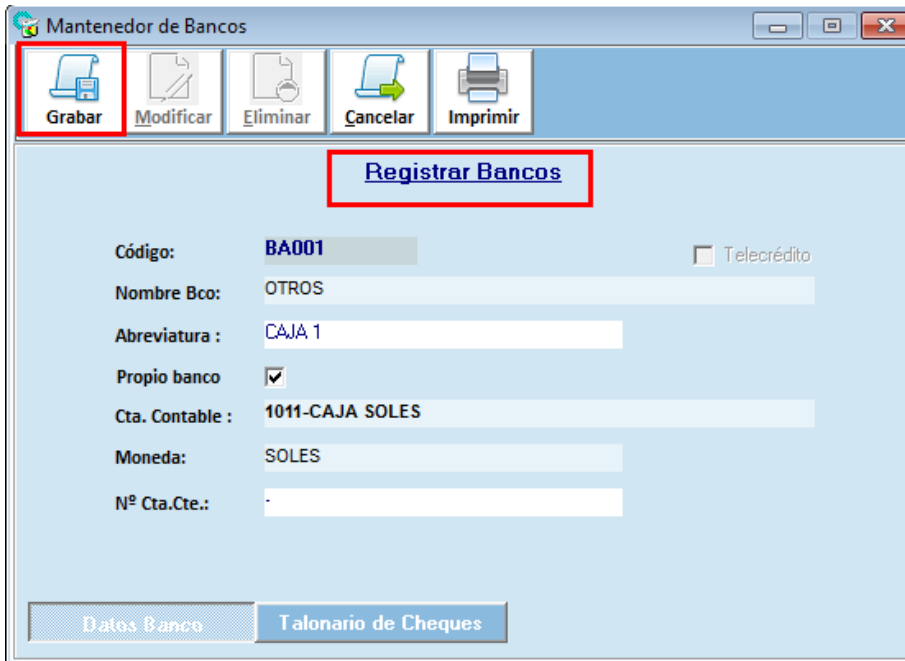 Mantenedor de Bancos
Grabar Modificar Eliminar Cancelar Imprimir
Registrar Bancos
Código: BA001 Telecrédito
Nombre Bco: OTROS
Abreviatura : CAJA 1
Propio banco
Cta. Contable : 1011-CAJA SOLES
Moneda: SOLES
Nº Cta.Cte.: -
Datos Banco Talonario de Cheques